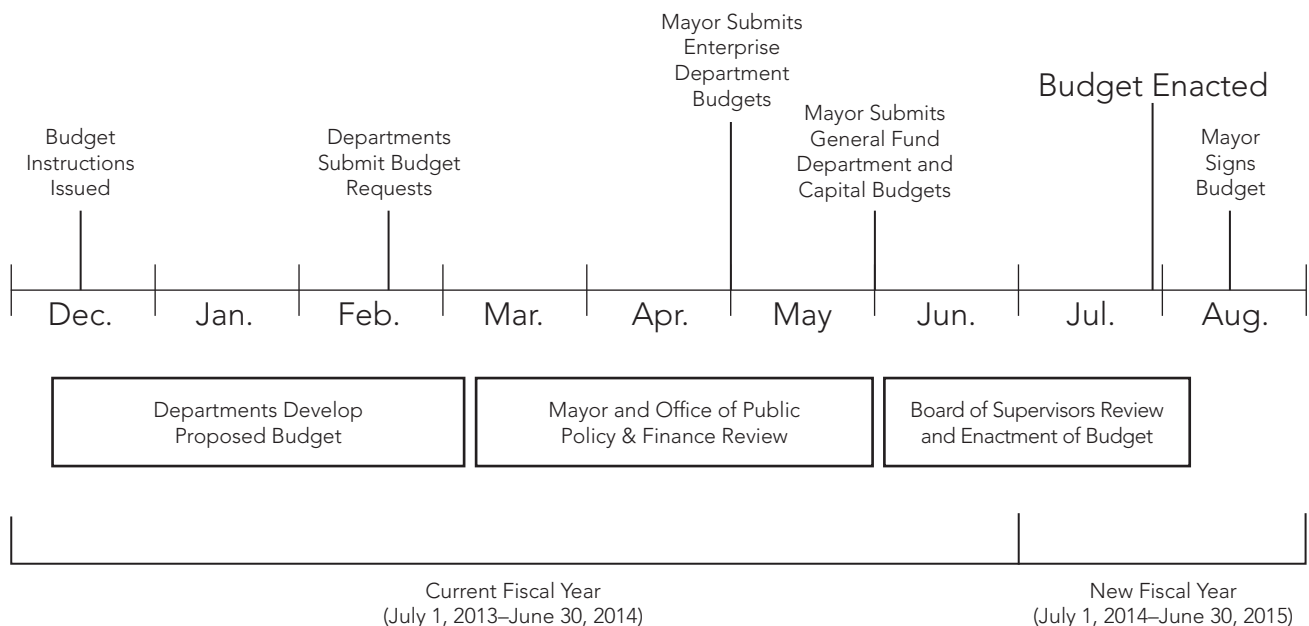 Mayor Submits
Enterprise
Department
Budgets
Budget Enacted
Budget
Instructions
Issued
Departments
Submit Budget
Requests
Mayor Submits
General Fund
Department and
Capital Budgets
Mayor
Signs
Budget
Dec.
Jan.
Feb.
Mar.
Apr.
May
Jun.
Jul.
Aug.
Departments Develop
Proposed Budget
Mayor and Office of Public
Policy & Finance Review
Board of Supervisors Review
and Enactment of Budget
Current Fiscal Year
(July 1, 2013–June 30, 2014)
New Fiscal Year
(July 1, 2014–June 30, 2015)